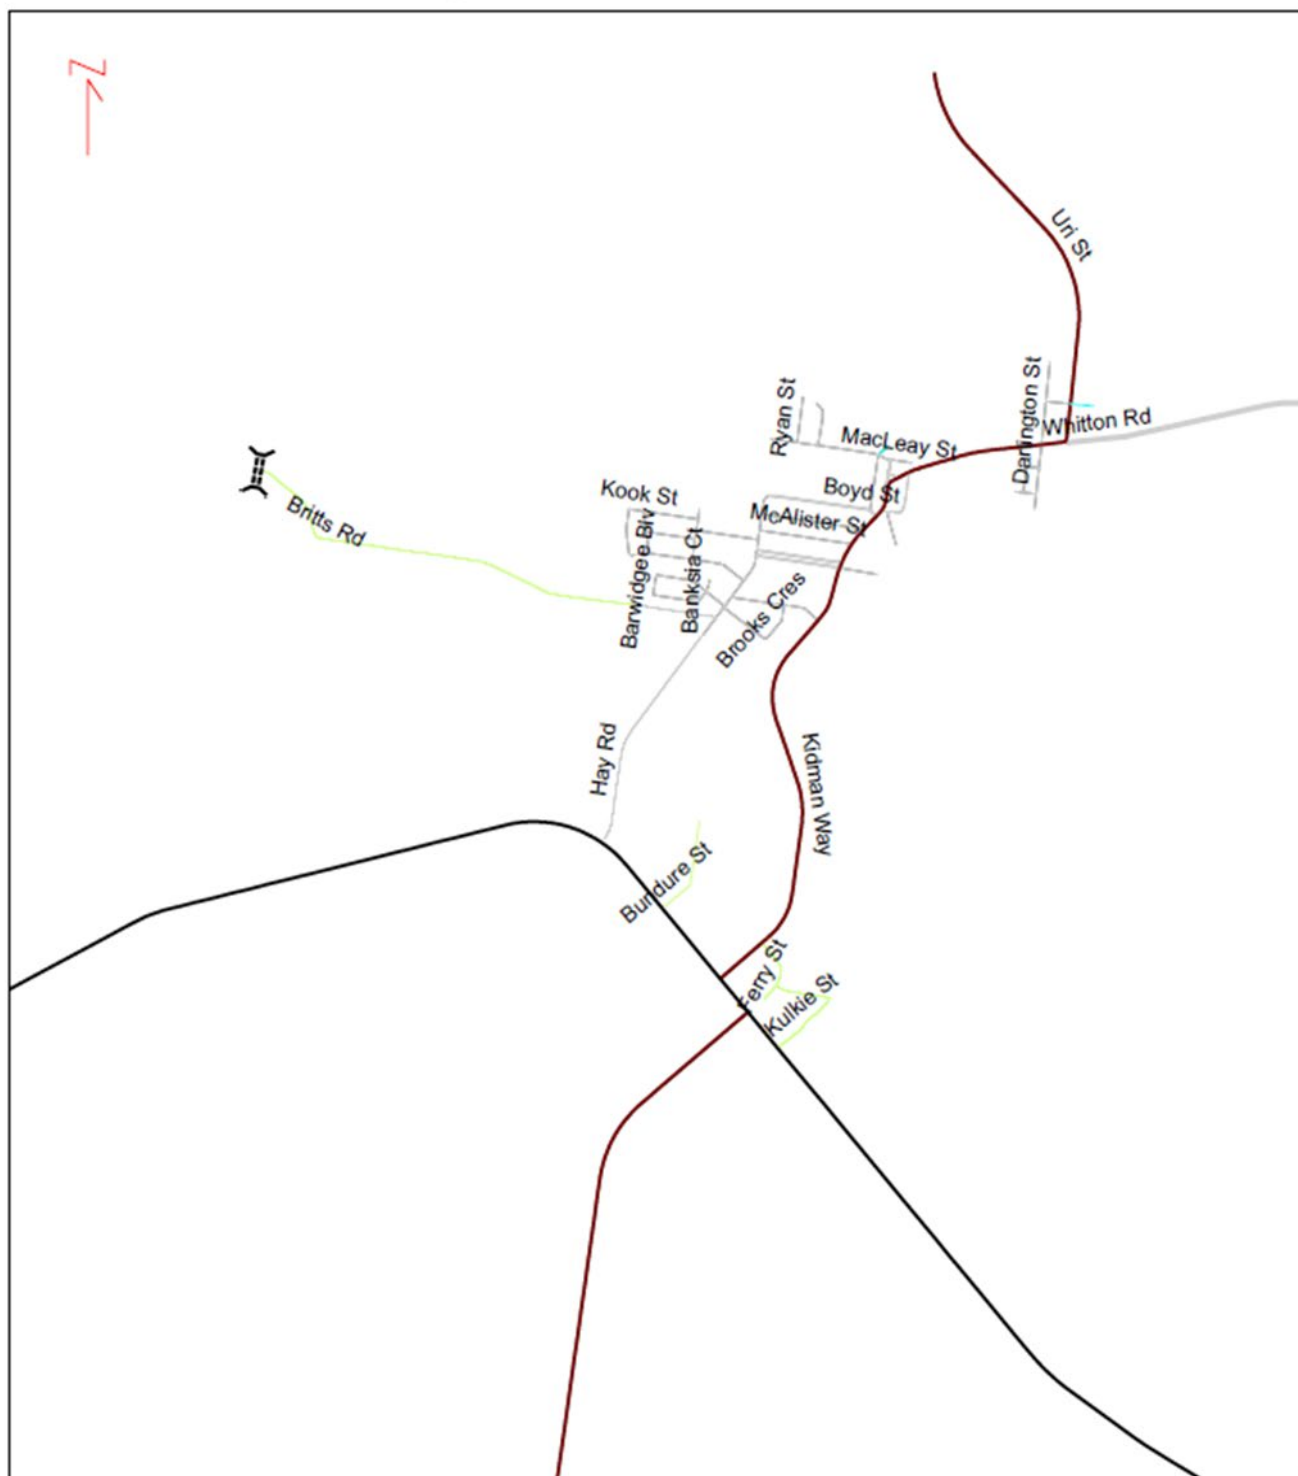 N
Uri St
Darlington St
Whitton Rd
Ryan St
MacLeay St
Boyd St
Kook St
McAlister St
Britts Rd
Barwidgee Blv
Banksia Ct
Brooks Cres
Hay Rd
Kidman Way
Bundure St
Ferry St
Kulkie St